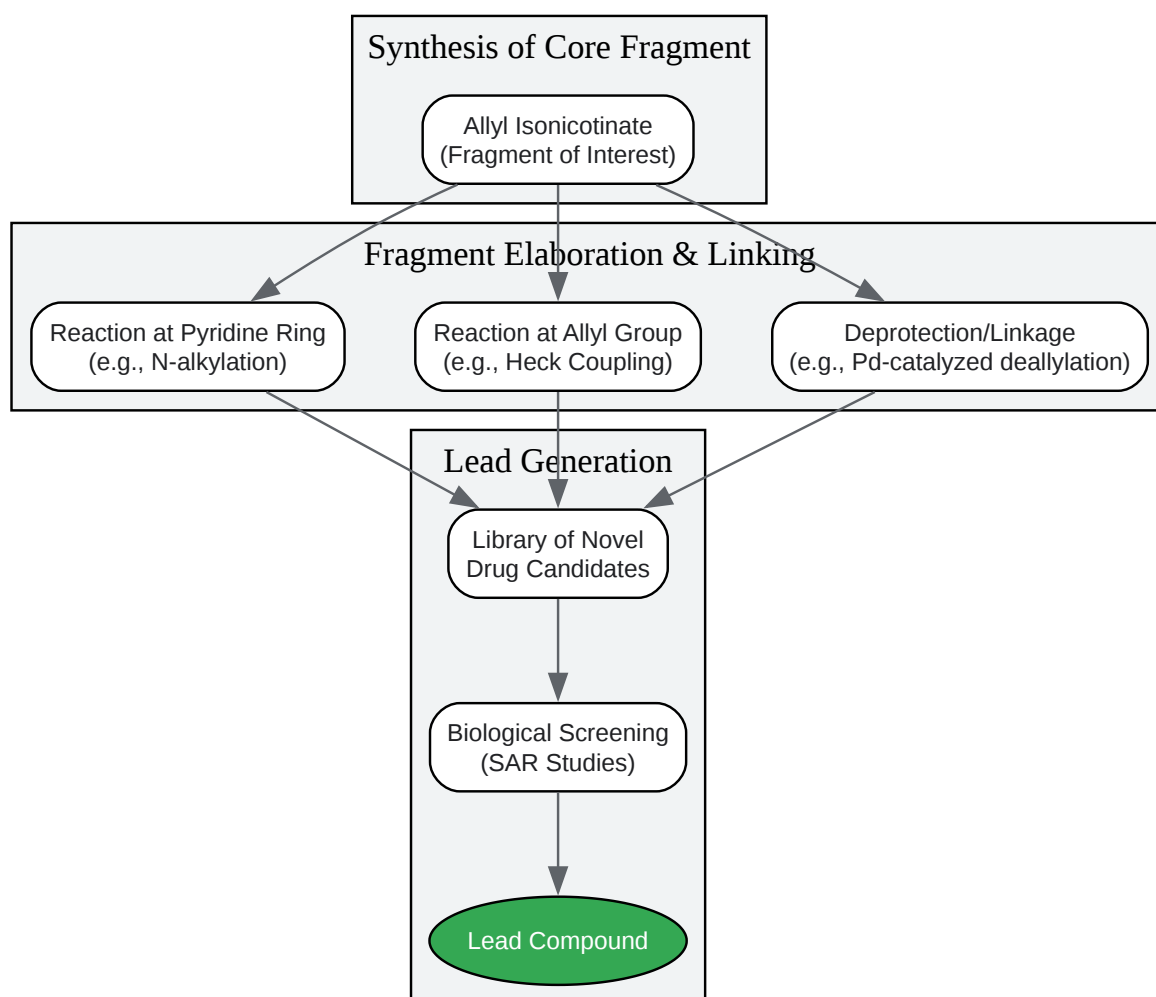 Synthesis of Core Fragment
Allyl Isonicotinate
(Fragment of Interest)
Fragment Elaboration & Linking
Reaction at Pyridine Ring
(e.g., N-alkylation)
Reaction at Allyl Group
(e.g., Heck Coupling)
Deprotection/Linkage
(e.g., Pd-catalyzed deallylation)
Lead Generation
Library of Novel
Drug Candidates
Biological Screening
(SAR Studies)
Lead Compound